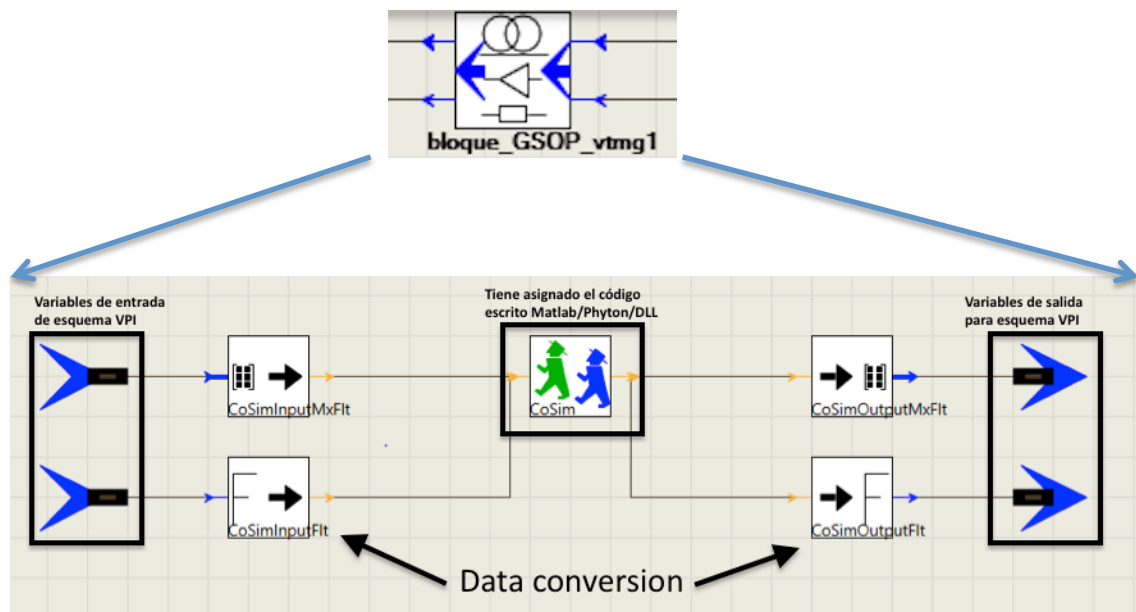 bloque_GSOP_vtmg1
Variables de entrada
de esquema VPI
Tiene asignado el código
escrito Matlab/Phyton/DLL
Variables de salida
para esquema VPI
CoSimInputMxFlt
CoSim
CoSimOutputMxFlt
CoSimInputFlt
CoSimOutputFlt
Data conversion